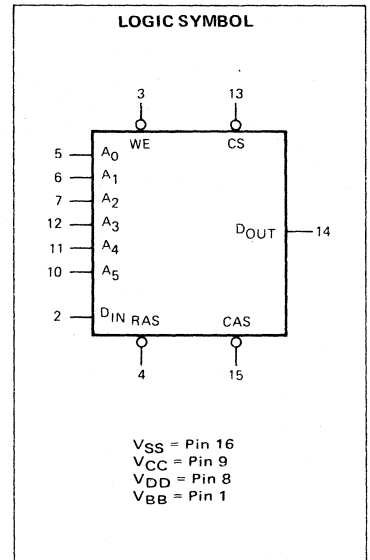 LOGIC SYMBOL
3 13
WE CS
5 A0
6 A1
7 A2
12 A3
11 A4
10 A5
DOUT 14
2 DIN RAS CAS
4 15
VSS = Pin 16
VCC = Pin 9
VDD = Pin 8
VBB = Pin 1